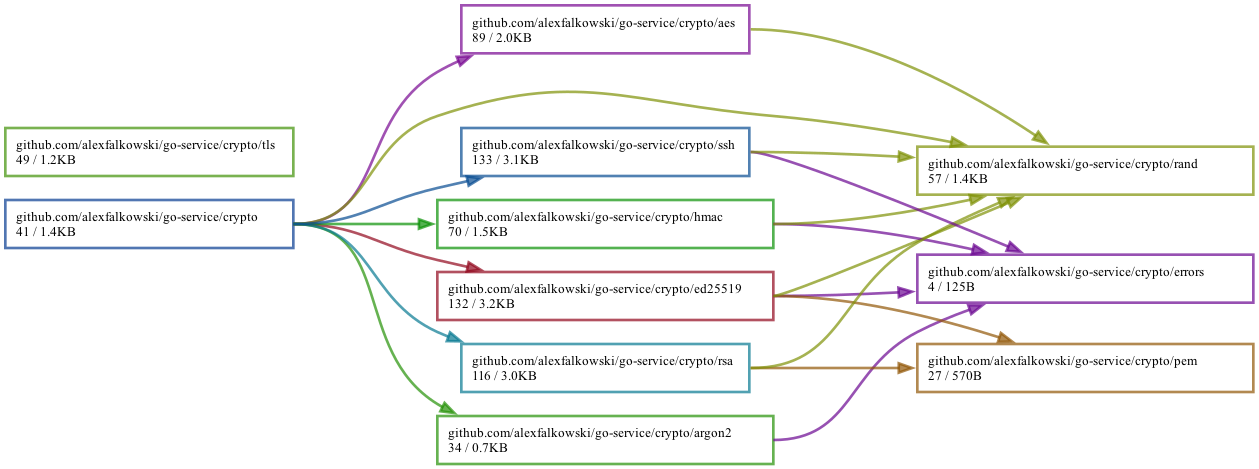 github.com/alexfalkowski/go-service/crypto/tls
49 / 1.2KB
github.com/alexfalkowski/go-service/crypto
41 / 1.4KB
github.com/alexfalkowski/go-service/crypto/aes
89 / 2.0KB
github.com/alexfalkowski/go-service/crypto/ssh
133 / 3.1KB
github.com/alexfalkowski/go-service/crypto/hmac
70 / 1.5KB
github.com/alexfalkowski/go-service/crypto/ed25519
132 / 3.2KB
github.com/alexfalkowski/go-service/crypto/rsa
116 / 3.0KB
github.com/alexfalkowski/go-service/crypto/argon2
34 / 0.7KB
github.com/alexfalkowski/go-service/crypto/rand
57 / 1.4KB
github.com/alexfalkowski/go-service/crypto/errors
4 / 125B
github.com/alexfalkowski/go-service/crypto/pem
27 / 570B